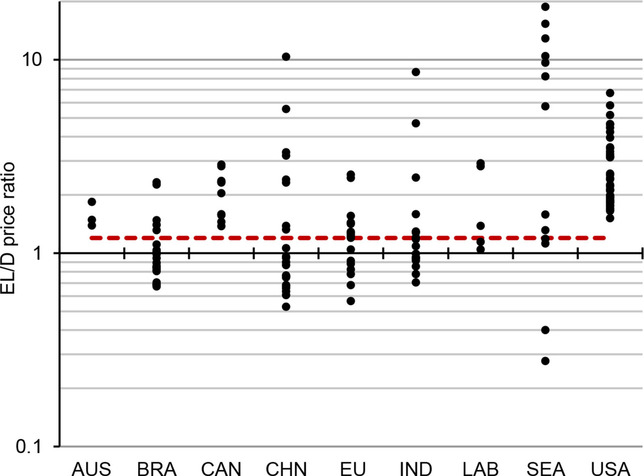 10
EL/D price ratio
1
0.1
AUS BRA CAN CHN EU IND LAB SEA USA